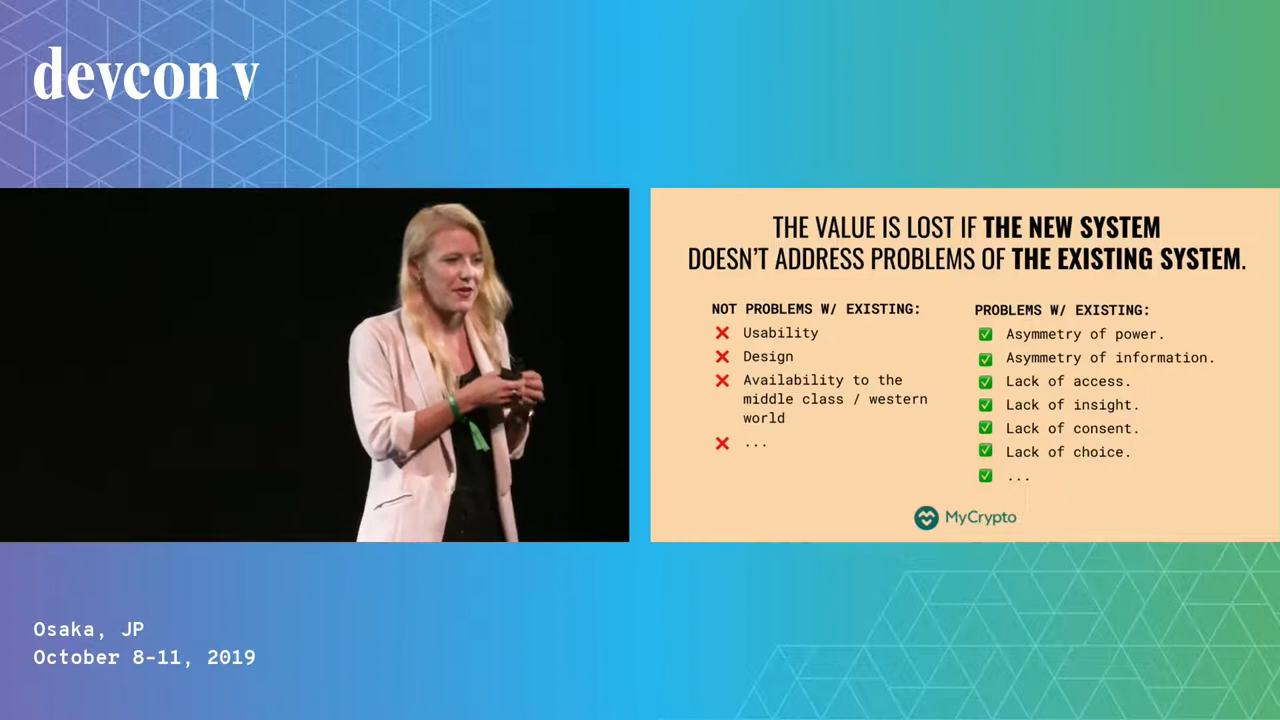 devcon v
THE VALUE IS LOST IF THE NEW SYSTEM
DOESN'T ADDRESS PROBLEMS OF THE EXISTING SYSTEM.
NOT PROBLEMS W/ EXISTING:
❌ Usability
❌ Design
❌ Availability to the
middle class / western
world
❌ ...
PROBLEMS W/ EXISTING:
✅ Asymmetry of power.
✅ Asymmetry of information.
✅ Lack of access.
✅ Lack of insight.
✅ Lack of consent.
✅ Lack of choice.
✅ ...
MyCrypto
Osaka, JP
October 8-11, 2019